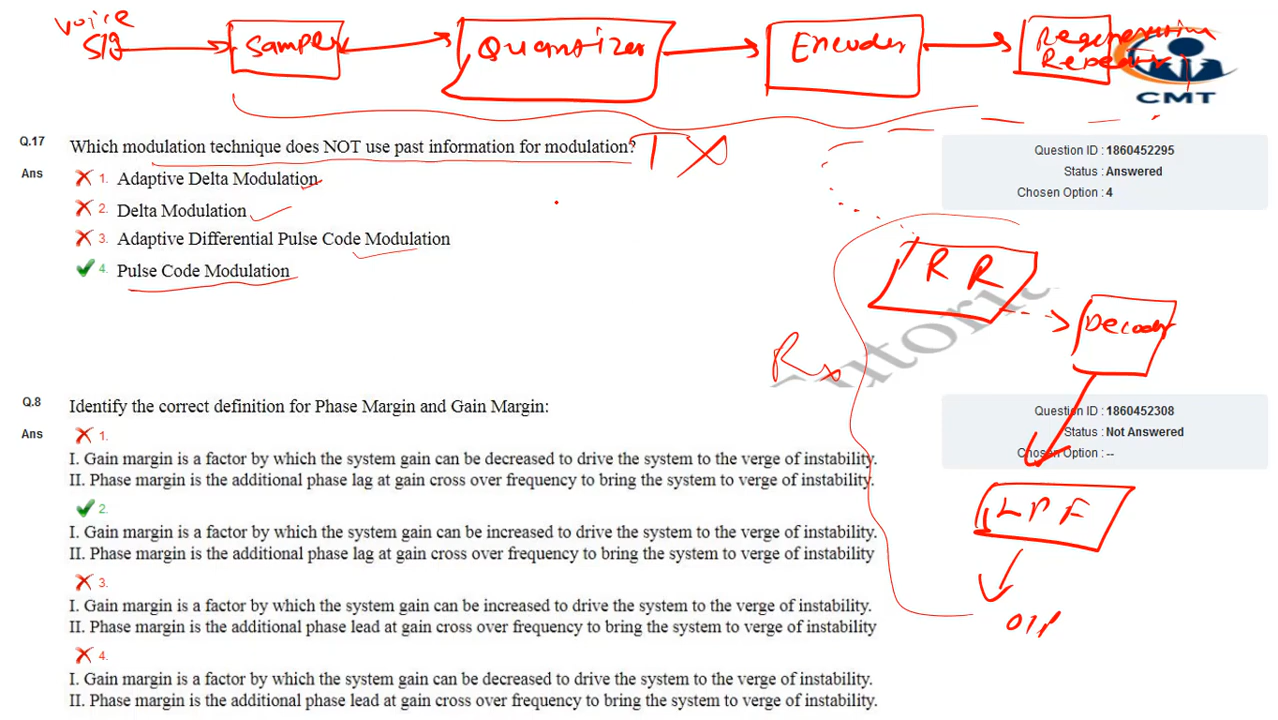 voice
sig
Sampler
Quantizer
Encoder
Regenerative
Repeater
CMT
Q.17
Which modulation technique does NOT use past information for modulation?
TX
Ans
1. Adaptive Delta Modulation
2. Delta Modulation
3. Adaptive Differential Pulse Code Modulation
4. Pulse Code Modulation
Question ID : 1860452295
Status : Answered
Chosen Option : 4
R R
Decoder
Rx
utoria
Q.8
Identify the correct definition for Phase Margin and Gain Margin:
Ans
1.
I. Gain margin is a factor by which the system gain can be decreased to drive the system to the verge of instability.
II. Phase margin is the additional phase lag at gain cross over frequency to bring the system to verge of instability.
2.
I. Gain margin is a factor by which the system gain can be increased to drive the system to the verge of instability.
II. Phase margin is the additional phase lag at gain cross over frequency to bring the system to verge of instability
3.
I. Gain margin is a factor by which the system gain can be increased to drive the system to the verge of instability.
II. Phase margin is the additional phase lead at gain cross over frequency to bring the system to verge of instability
4.
I. Gain margin is a factor by which the system gain can be decreased to drive the system to the verge of instability.
II. Phase margin is the additional phase lead at gain cross over frequency to bring the system to verge of instability.
Question ID : 1860452308
Status : Not Answered
Chosen Option : --
LPF
O/P